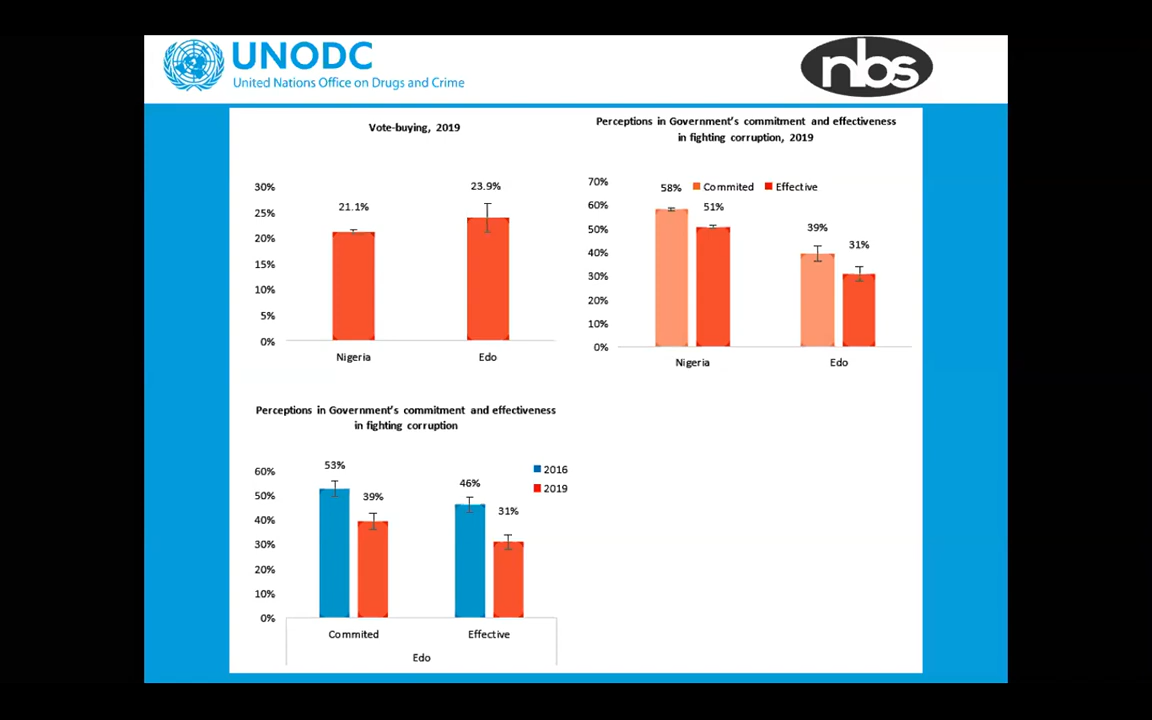 UNODC
United Nations Office on Drugs and Crime
nbs
Vote-buying, 2019
30%
25%
20%
15%
10%
5%
0%
21.1%
23.9%
Nigeria
Edo
Perceptions in Government's commitment and effectiveness
in fighting corruption, 2019
70%
60%
50%
40%
30%
20%
10%
0%
Commited
Effective
58%
51%
39%
31%
Nigeria
Edo
Perceptions in Government's commitment and effectiveness
in fighting corruption
60%
50%
40%
30%
20%
10%
0%
53%
39%
46%
31%
2016
2019
Commited
Effective
Edo